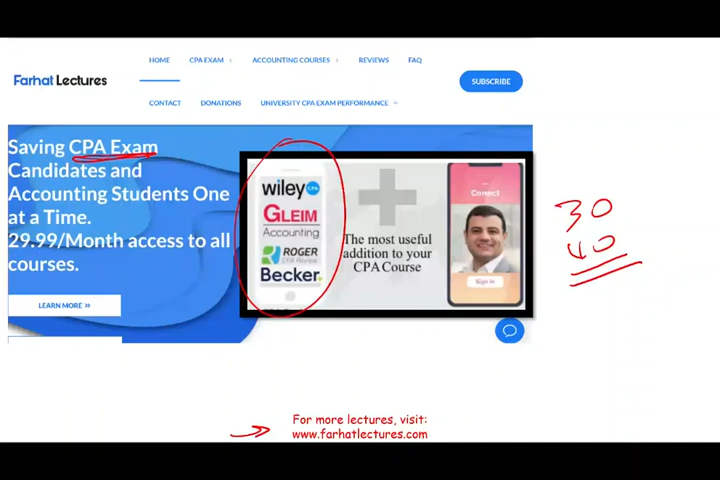 HOME
CPA EXAM
ACCOUNTING COURSES
REVIEWS
FAQ
Farhat Lectures
SUBSCRIBE
CONTACT
DONATIONS
UNIVERSITY CPA EXAM PERFORMANCE
Saving CPA Exam
Candidates and
Accounting Students One
at a Time.
29.99/Month access to all
courses.
LEARN MORE »
wiley CPA
GLEIM
Accounting
ROGER
CPA Review
Becker
The most useful
addition to your
CPA Course
Connect
Sign in
30
40
For more lectures, visit:
www.farhatlectures.com